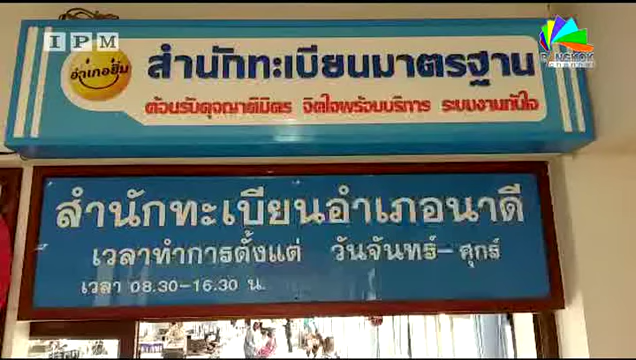 IPM
BANGKOK
CHANNEL
อำเภอยิ้ม
สำนักทะเบียนมาตรฐาน
ต้อนรับดุจญาติมิตร จิตใจพร้อมบริการ ระบบงานทันใจ
สำนักทะเบียนอำเภอนาดี
เวลาทำการตั้งแต่ วันจันทร์-ศุกร์
เวลา 08.30-16.30 น.